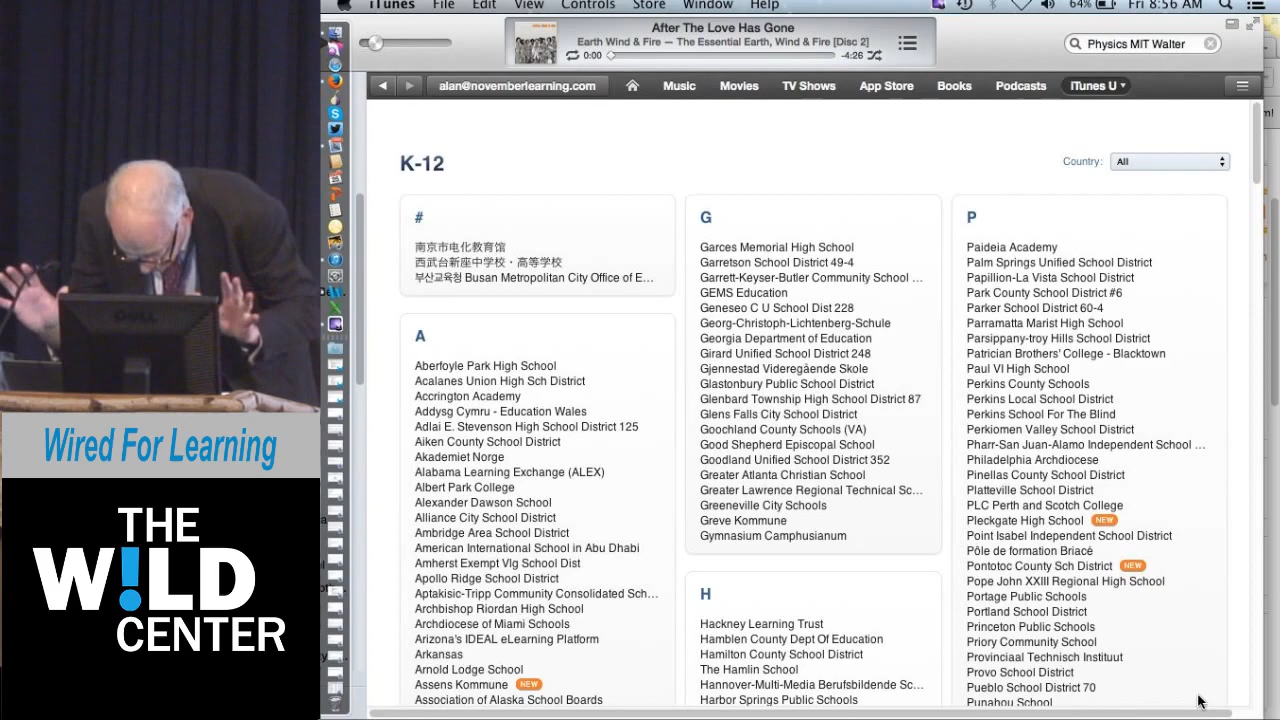 iTunes File Edit View Controls Store Window Help 64% Fri 8:56 AM
After The Love Has Gone
Earth Wind & Fire — The Essential Earth, Wind & Fire [Disc 2]
0:00 -4:26
Physics MIT Walter
alan@novemberlearning.com Music Movies TV Shows App Store Books Podcasts iTunes U
K-12
Country: All
#
南京市电化教育馆
西武台新座中学校・高等学校
부산교육청 Busan Metropolitan City Office of E…
A
Aberfoyle Park High School
Acalanes Union High Sch District
Accrington Academy
Addysg Cymru - Education Wales
Adlai E. Stevenson High School District 125
Aiken County School District
Akademiet Norge
Alabama Learning Exchange (ALEX)
Albert Park College
Alexander Dawson School
Alliance City School District
Ambridge Area School District
American International School in Abu Dhabi
Amherst Exempt Vlg School Dist
Apollo Ridge School District
Aptakisic-Tripp Community Consolidated Sch…
Archbishop Riordan High School
Archdiocese of Miami Schools
Arizona's IDEAL eLearning Platform
Arkansas
Arnold Lodge School
Assens Kommune NEW
Association of Alaska School Boards
G
Garces Memorial High School
Garretson School District 49-4
Garrett-Keyser-Butler Community School …
GEMS Education
Geneseo C U School Dist 228
Georg-Christoph-Lichtenberg-Schule
Georgia Department of Education
Girard Unified School District 248
Gjennestad Videregående Skole
Glastonbury Public School District
Glenbard Township High School District 87
Glens Falls City School District
Goochland County Schools (VA)
Good Shepherd Episcopal School
Goodland Unified School District 352
Greater Atlanta Christian School
Greater Lawrence Regional Technical Sc…
Greeneville City Schools
Greve Kommune
Gymnasium Camphusianum
H
Hackney Learning Trust
Hamblen County Dept Of Education
Hamilton County School District
The Hamlin School
Hannover-Multi-Media Berufsbildende Sc…
Harbor Springs Public Schools
P
Paideia Academy
Palm Springs Unified School District
Papillion-La Vista School District
Park County School District #6
Parker School District 60-4
Parramatta Marist High School
Parsippany-troy Hills School District
Patrician Brothers' College - Blacktown
Paul VI High School
Perkins County Schools
Perkins Local School District
Perkins School For The Blind
Perkiomen Valley School District
Pharr-San Juan-Alamo Independent School …
Philadelphia Archdiocese
Pinellas County School District
Platteville School District
PLC Perth and Scotch College
Pleckgate High School NEW
Point Isabel Independent School District
Pôle de formation Briacé
Pontotoc County Sch District NEW
Pope John XXIII Regional High School
Portage Public Schools
Portland School District
Princeton Public Schools
Priory Community School
Provinciaal Technisch Instituut
Provo School District
Pueblo School District 70
Punahou School
DELL
Wired For Learning
THE
W!LD
CENTER